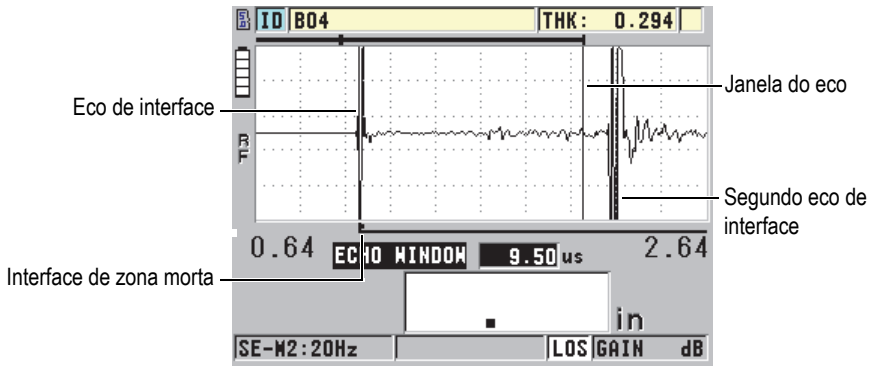 ID B04 THK: 0.294
Janela do eco
Eco de interface
RF
Segundo eco de
interface
0.64 ECHO WINDOW 9.50 us 2.64
Interface de zona morta
in
SE-M2:20Hz LOS GAIN dB